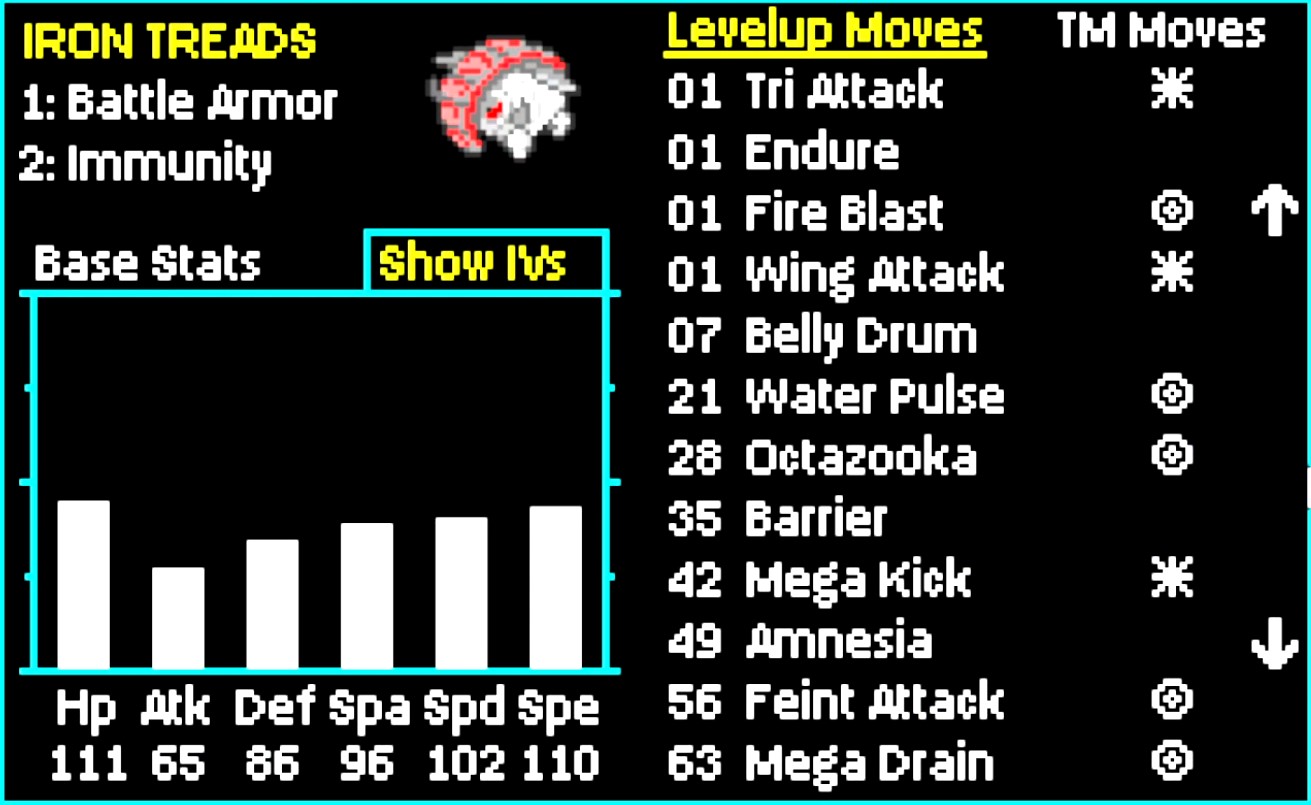 IRON TREADS
1: Battle Armor
2: Immunity
Base Stats
Show IVs
Hp Atk Def Spa Spd Spe
111 65 86 96 102 110
Levelup Moves
TM Moves
01 Tri Attack
01 Endure
01 Fire Blast
01 Wing Attack
07 Belly Drum
21 Water Pulse
28 Octazooka
35 Barrier
42 Mega Kick
49 Amnesia
56 Feint Attack
63 Mega Drain